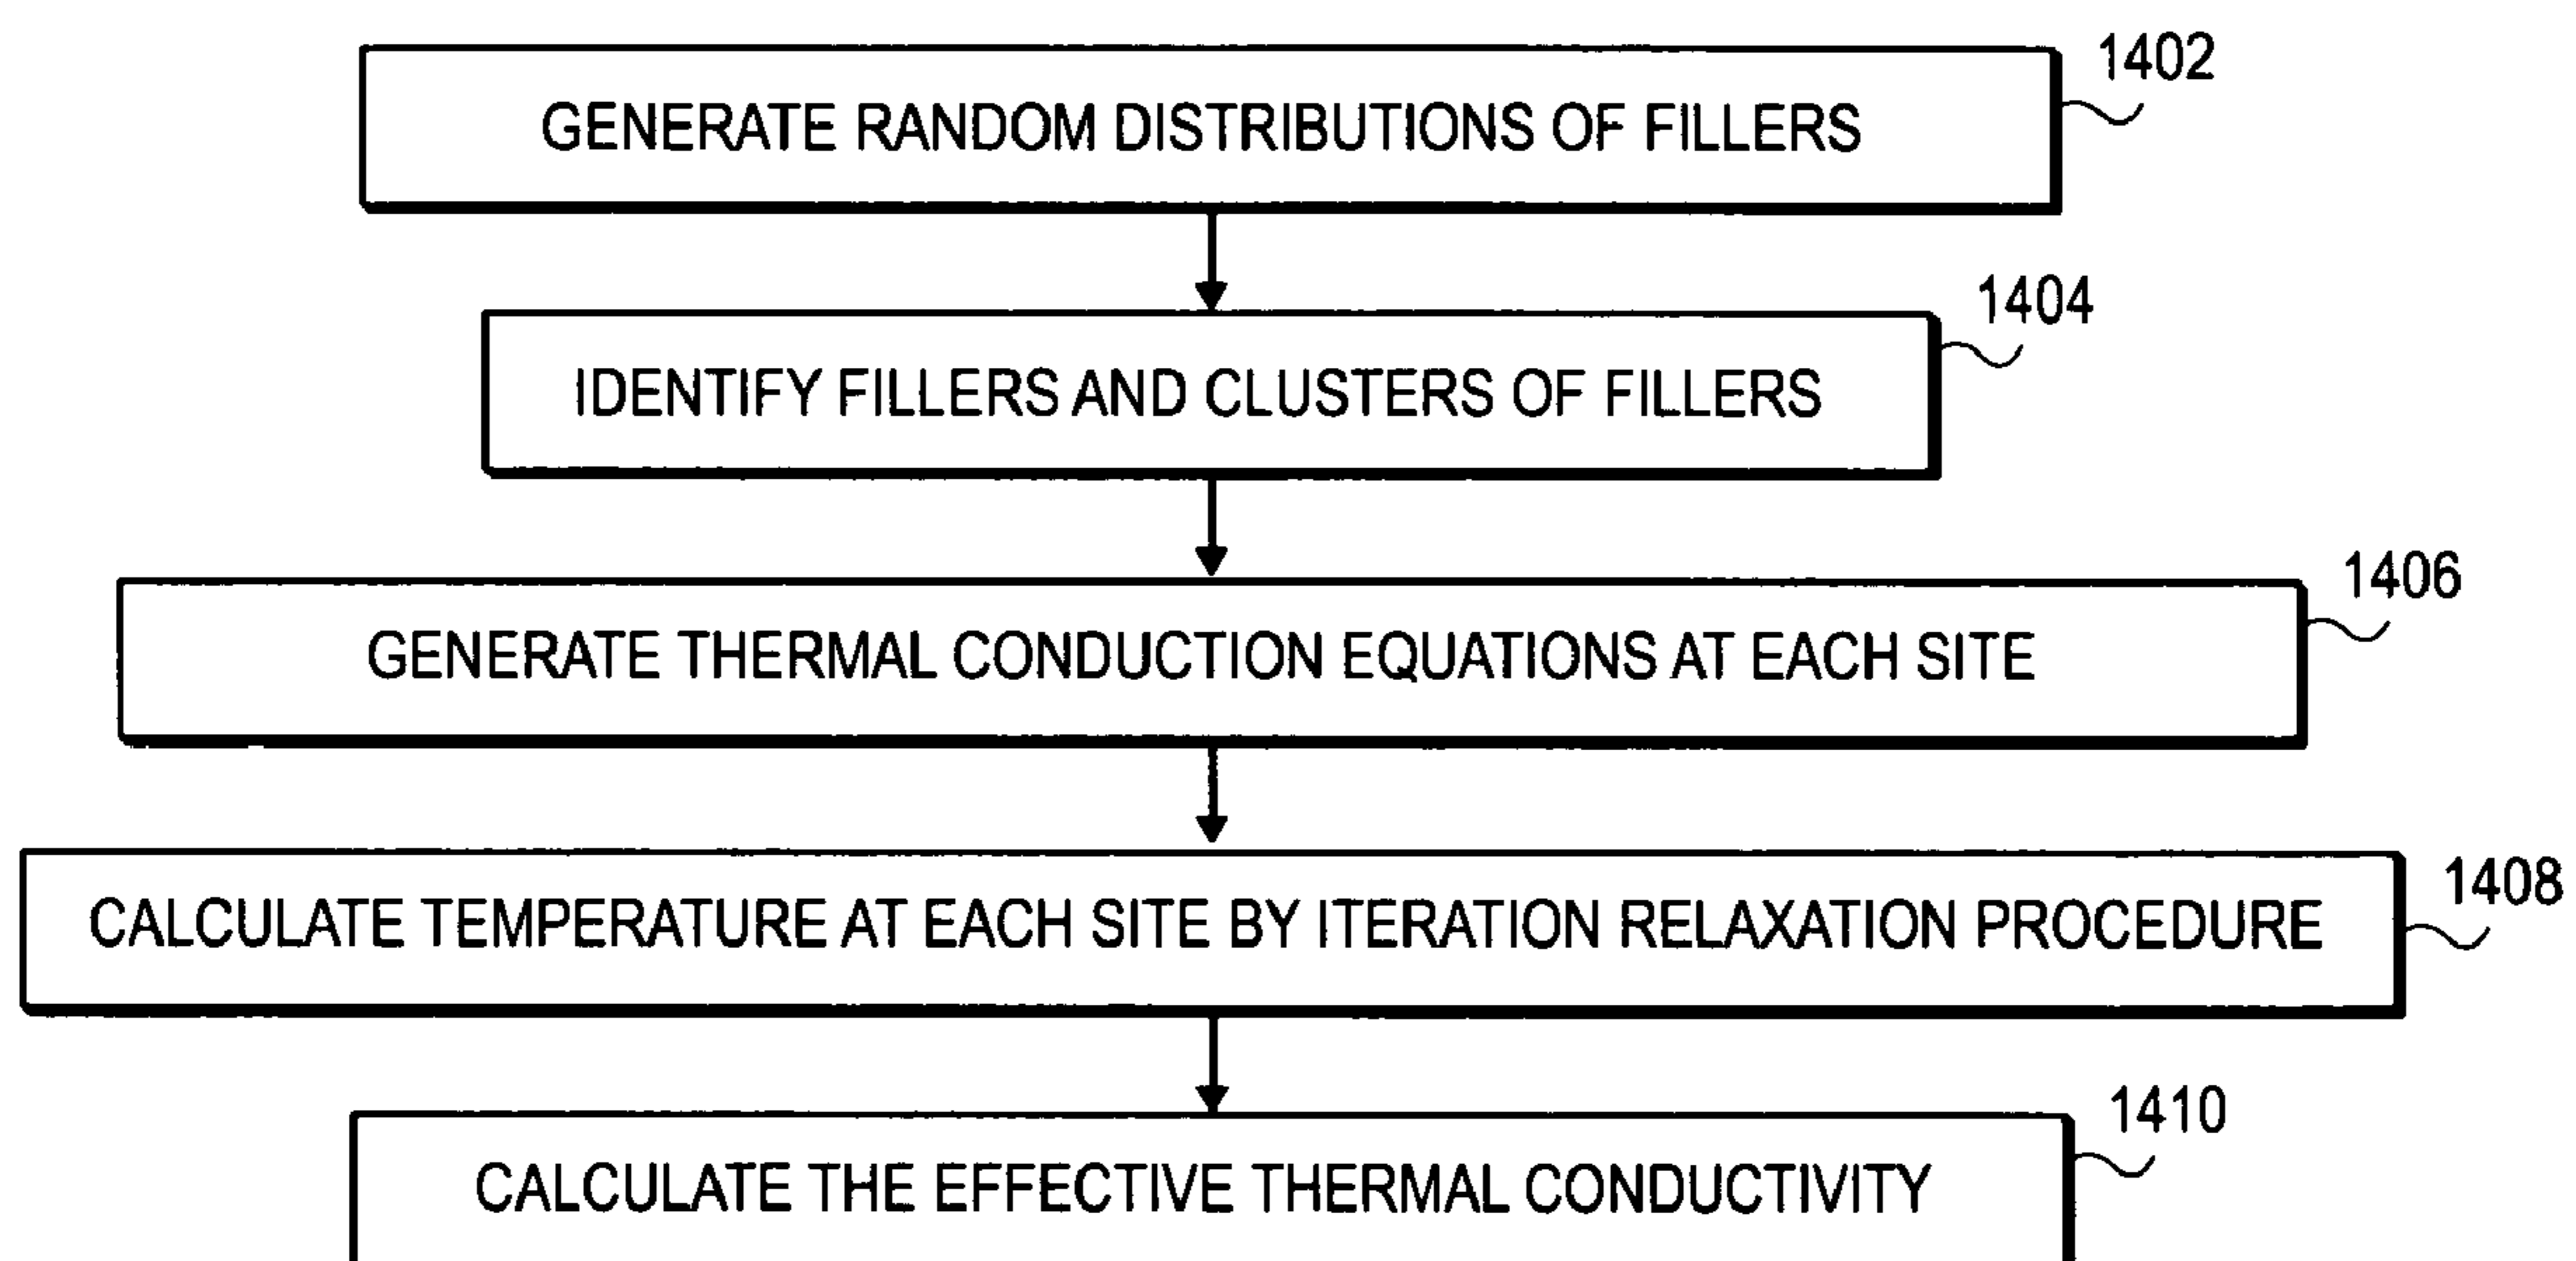 1402
GENERATE RANDOM DISTRIBUTIONS OF FILLERS
1404
IDENTIFY FILLERS AND CLUSTERS OF FILLERS
1406
GENERATE THERMAL CONDUCTION EQUATIONS AT EACH SITE
1408
CALCULATE TEMPERATURE AT EACH SITE BY ITERATION RELAXATION PROCEDURE
1410
CALCULATE THE EFFECTIVE THERMAL CONDUCTIVITY